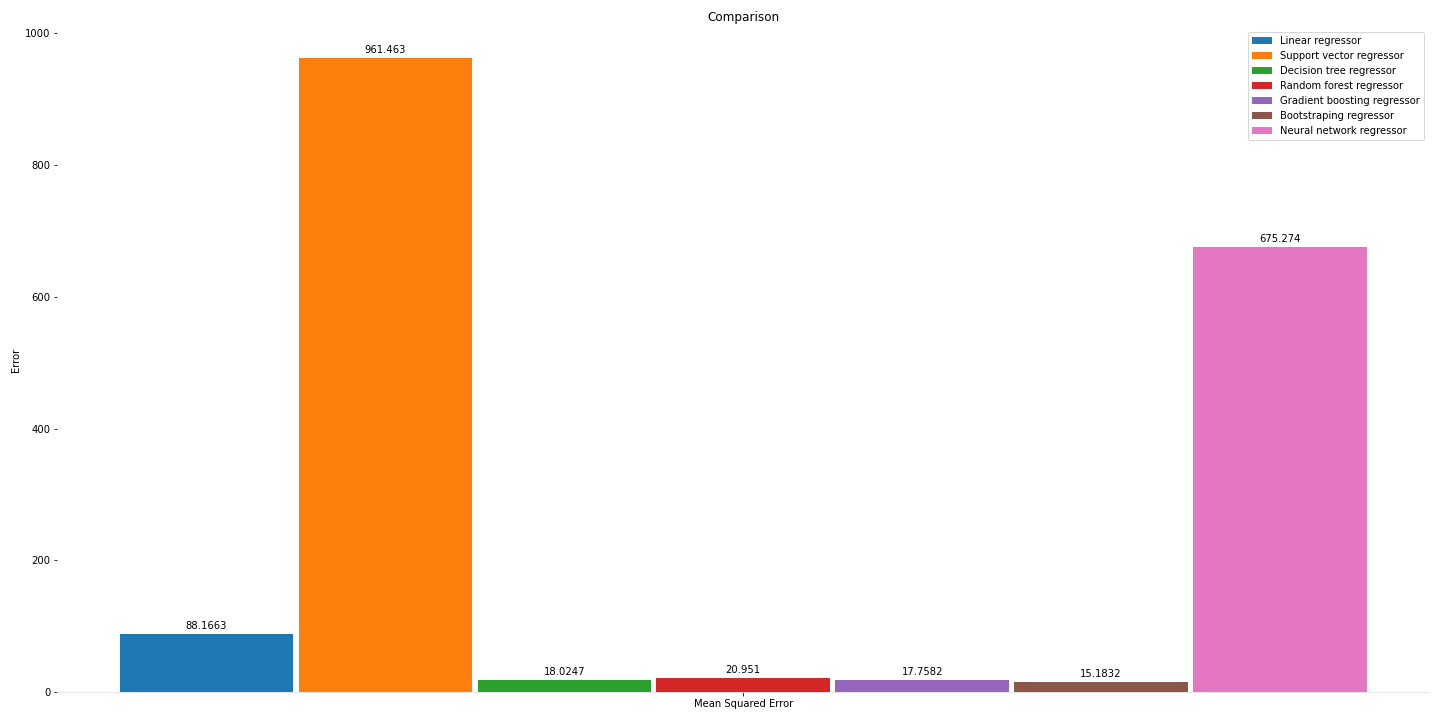 Comparison
1000
800
600
400
200
0
Error
88.1663
961.463
18.0247
20.951
17.7582
15.1832
675.274
Mean Squared Error
Linear regressor
Support vector regressor
Decision tree regressor
Random forest regressor
Gradient boosting regressor
Bootstraping regressor
Neural network regressor